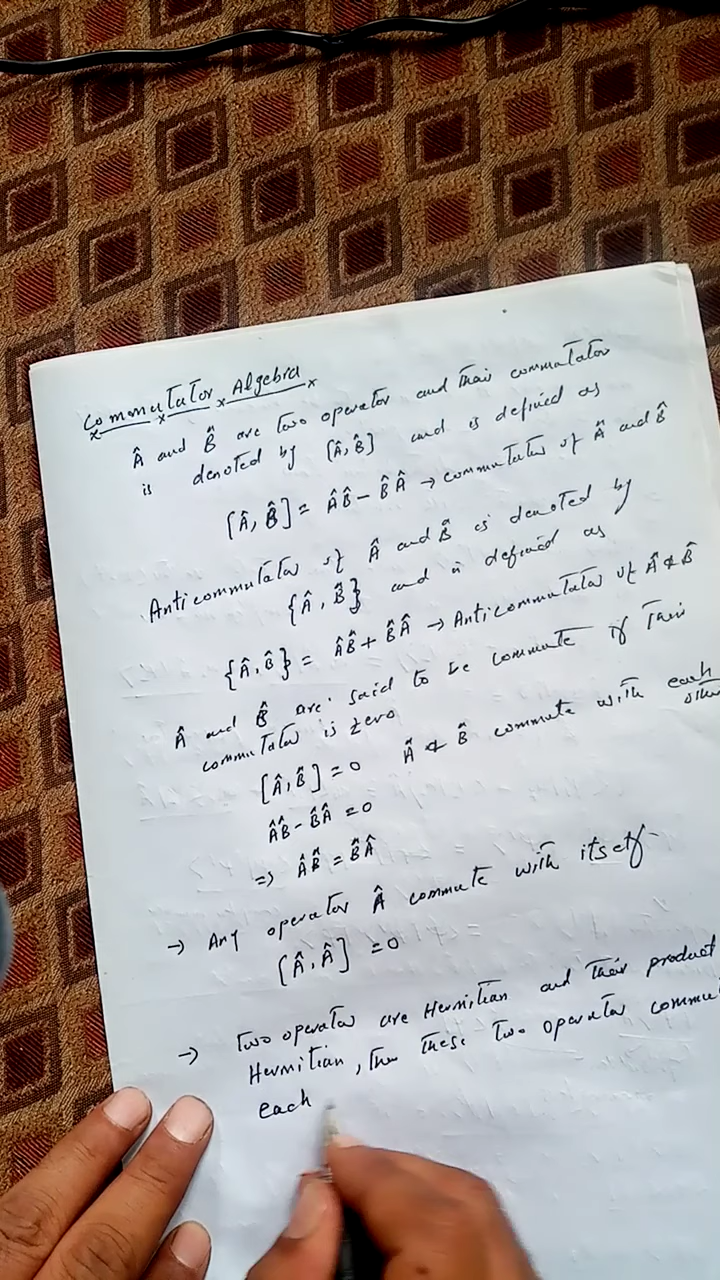 Commutator Algebra
Â and B̂ are two operator and their commutator
is denoted by [Â, B̂] and is defined as
[Â, B̂] = ÂB̂ - B̂Â → commutator of Â and B̂
Anticommutator of Â and B̂ is denoted by
{Â, B̂} and is defined as
{Â, B̂} = ÂB̂ + B̂Â → Anticommutator of Â & B̂
Â and B̂ are said to be commute if their
commutator is zero
[Â, B̂] = 0 Â & B̂ commute with each
other
ÂB̂ - B̂Â = 0
=> ÂB̂ = B̂Â
→ Any operator Â commute with itself
[Â, Â] = 0
→ Two operator are Hermitian and their product
Hermitian, then these two operator commu
each